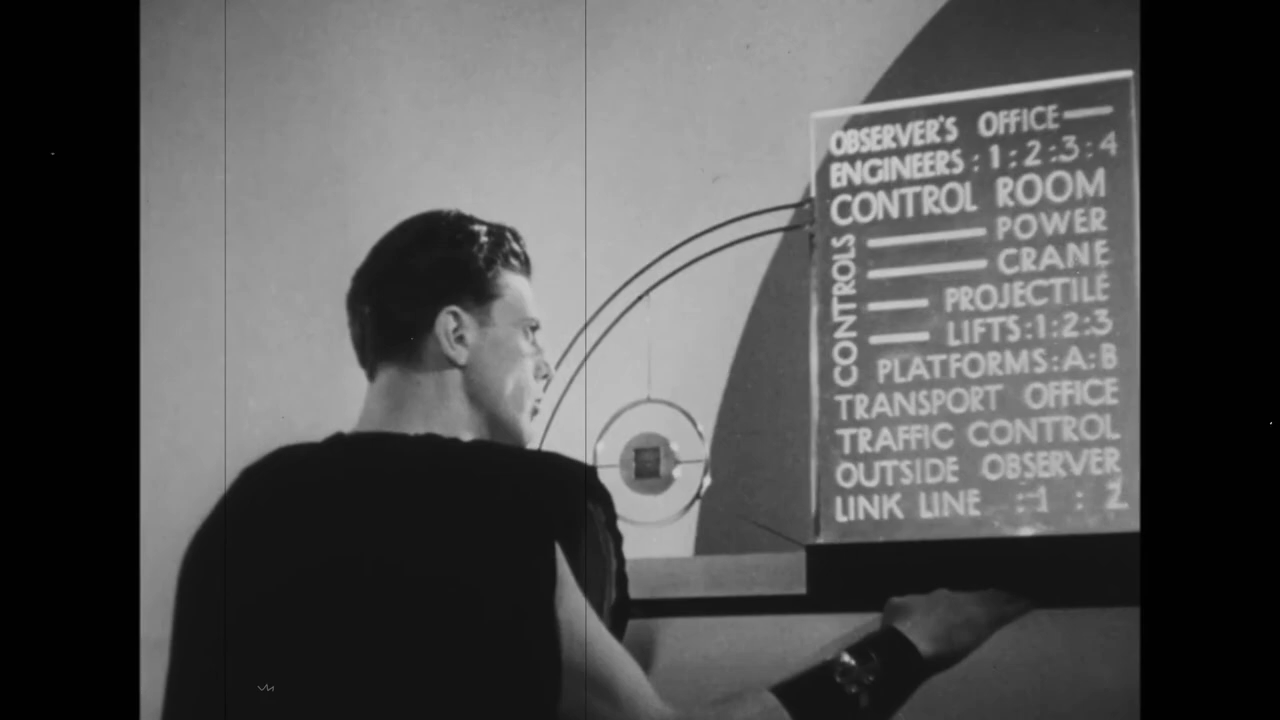 OBSERVER'S OFFICE
ENGINEERS : 1 : 2 : 3 : 4
CONTROL ROOM
CONTROLS
POWER
CRANE
PROJECTILE
LIFTS:1:2:3
PLATFORMS:A:B
TRANSPORT OFFICE
TRAFFIC CONTROL
OUTSIDE OBSERVER
LINK LINE :1 : 2